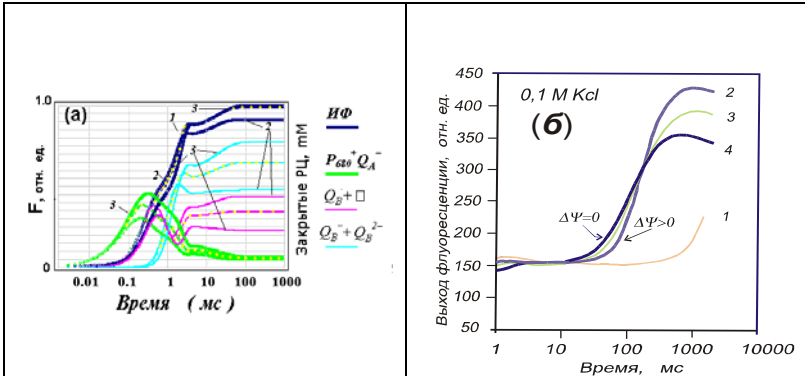 (а)
1.0
F, отн. ед.
0
0.01 0.1 1 10 100 1000
Время ( мс )
1
2
3
3
3
2
Закрытые РЦ, mM
ИФ
P680+QA−
QB−+□
QB−+QB2−
450
400
350
300
250
200
150
100
50
Выход флуоресценции, отн. ед.
0,1 M Kcl
(б)
2
3
4
1
ΔΨ=0
ΔΨ>0
1 10 100 1000 10000
Время, мс